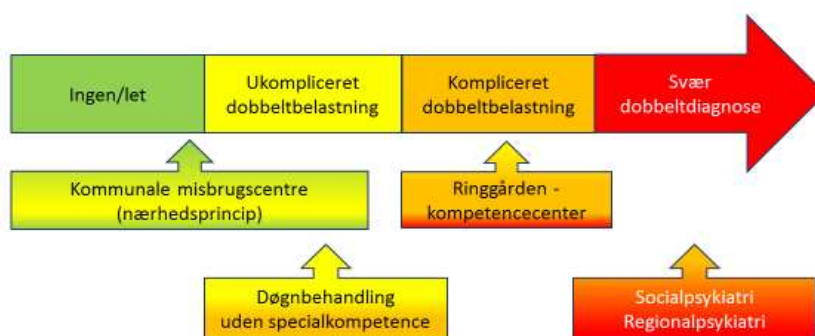 Ingen/let
Ukompliceret
dobbeltbelastning
Kompliceret
dobbeltbelastning
Svær
dobbeltdiagnose
Kommunale misbrugscentre
(nærhedsprincip)
Ringgården -
kompetencecenter
Døgnbehandling
uden specialkompetence
Socialpsykiatri
Regionalpsykiatri